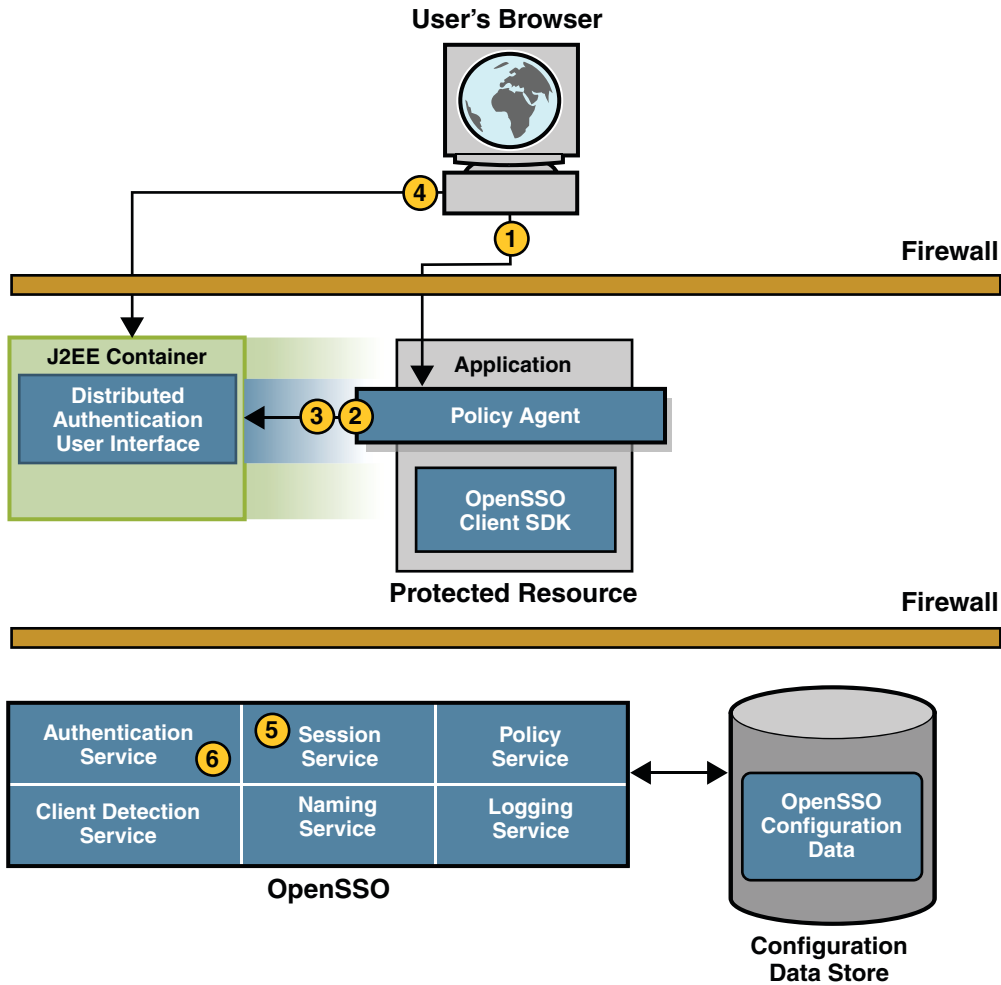 User's Browser
4
1
Firewall
J2EE Container
Distributed
Authentication
User Interface
3
2
Application
Policy Agent
OpenSSO
Client SDK
Protected Resource
Firewall
Authentication
Service
6
5
Session
Service
Policy
Service
Client Detection
Service
Naming
Service
Logging
Service
OpenSSO
OpenSSO
Configuration
Data
Configuration
Data Store